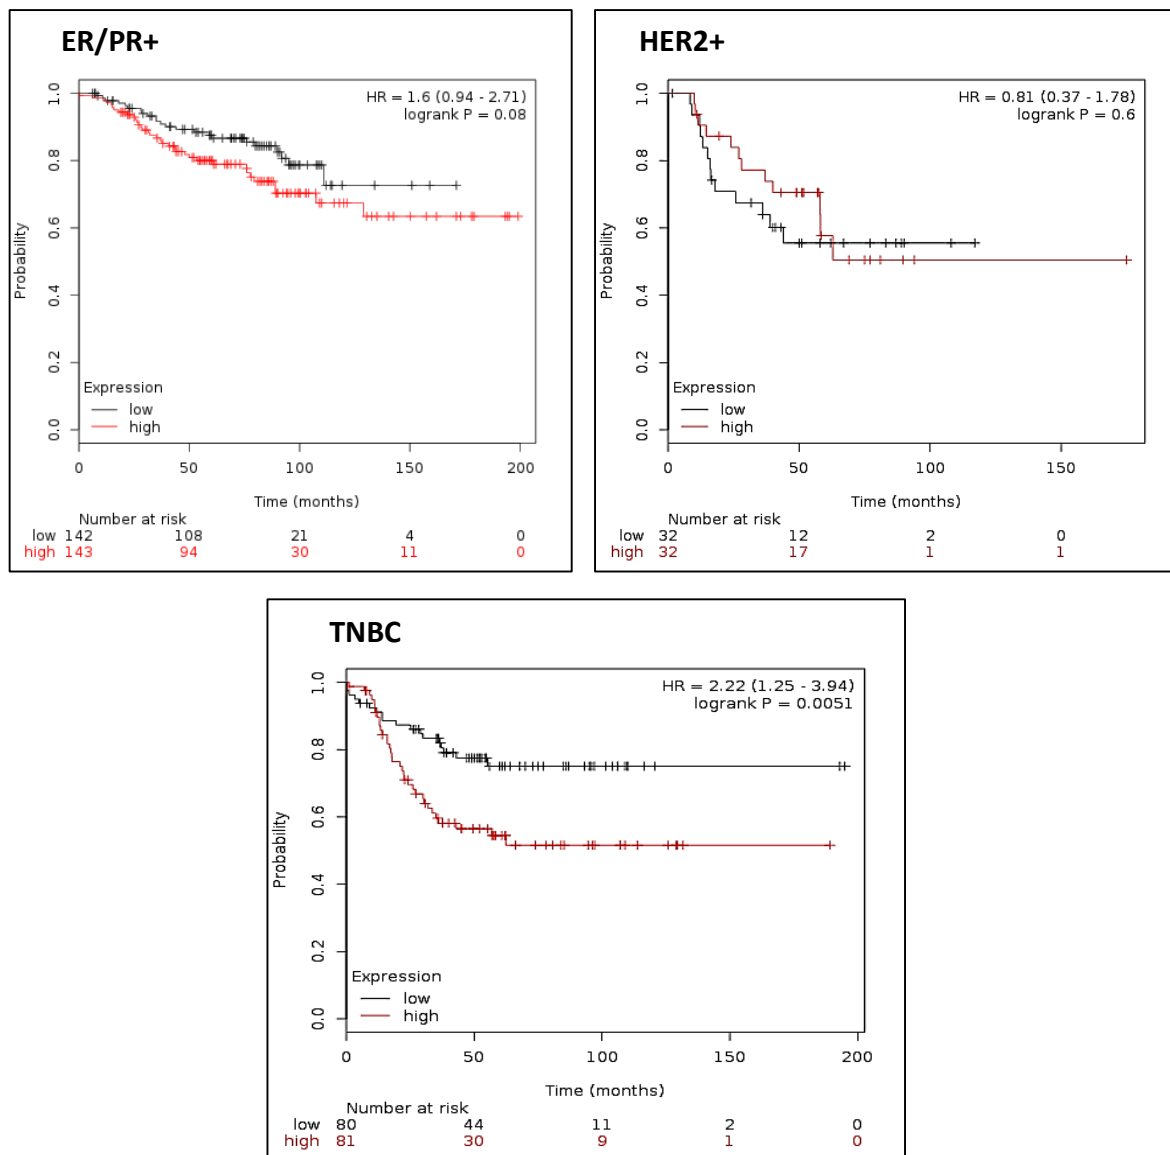 ER/PR+
HR = 1.6 (0.94 - 2.71)
logrank P = 0.08
Probability
0.0 0.2 0.4 0.6 0.8 1.0
Expression
low
high
0 50 100 150 200
Time (months)
Number at risk
low 142 108 21 4 0
high 143 94 30 11 0
HER2+
HR = 0.81 (0.37 - 1.78)
logrank P = 0.6
Probability
0.0 0.2 0.4 0.6 0.8 1.0
Expression
low
high
0 50 100 150
Time (months)
Number at risk
low 32 12 2 0
high 32 17 1 1
TNBC
HR = 2.22 (1.25 - 3.94)
logrank P = 0.0051
Probability
0.0 0.2 0.4 0.6 0.8 1.0
Expression
low
high
0 50 100 150 200
Time (months)
Number at risk
low 80 44 11 2 0
high 81 30 9 1 0